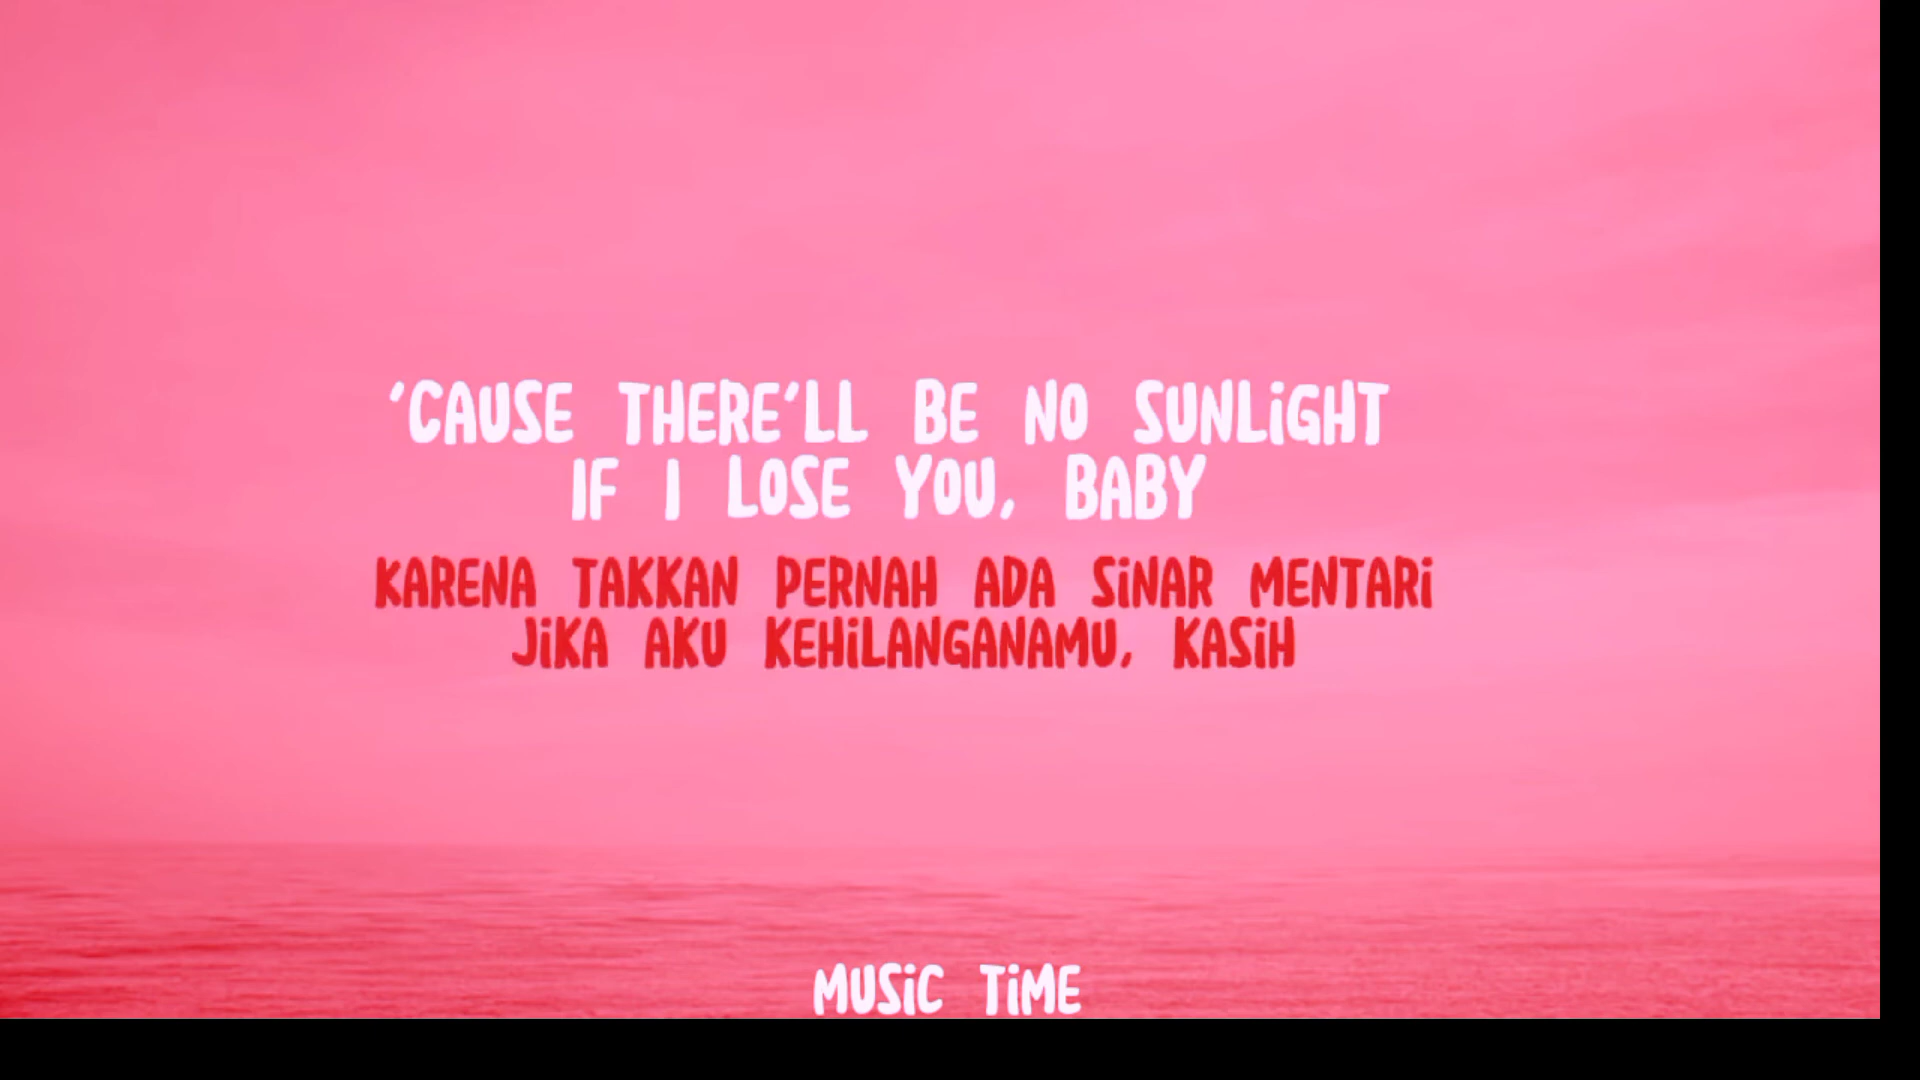 'CAUSE THERE'LL BE NO SUNLiGHT
IF I LOSE YOU, BABY
KARENA TAKKAN PERNAH ADA SiNAR MENTARi
JiKA AKU KEHiLANGANAMU, KASiH
MUSiC TiME